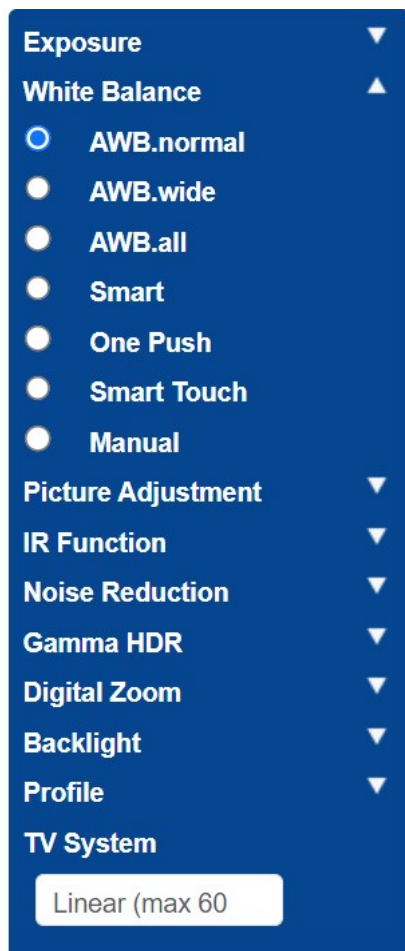 Exposure
White Balance
AWB.normal
AWB.wide
AWB.all
Smart
One Push
Smart Touch
Manual
Picture Adjustment
IR Function
Noise Reduction
Gamma HDR
Digital Zoom
Backlight
Profile
TV System
Linear (max 60